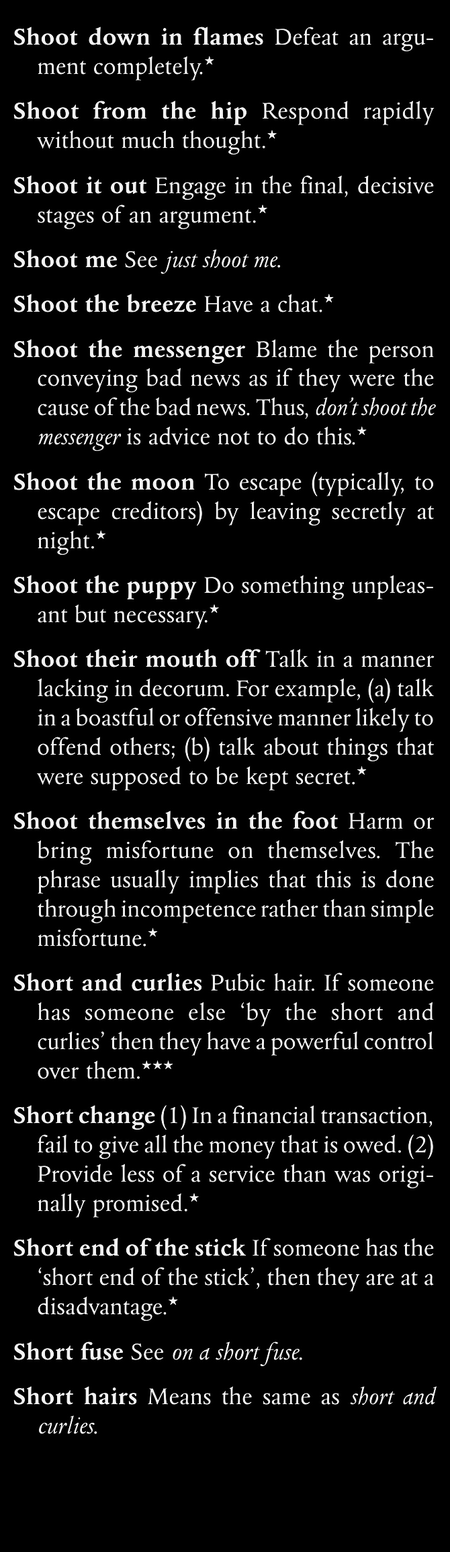 Shoot down in flames Defeat an argu-
ment completely.★
Shoot from the hip Respond rapidly
without much thought.★
Shoot it out Engage in the final, decisive
stages of an argument.★
Shoot me See just shoot me.
Shoot the breeze Have a chat.★
Shoot the messenger Blame the person
conveying bad news as if they were the
cause of the bad news. Thus, don't shoot the
messenger is advice not to do this.★
Shoot the moon To escape (typically, to
escape creditors) by leaving secretly at
night.★
Shoot the puppy Do something unpleas-
ant but necessary.★
Shoot their mouth off Talk in a manner
lacking in decorum. For example, (a) talk
in a boastful or offensive manner likely to
offend others; (b) talk about things that
were supposed to be kept secret.★
Shoot themselves in the foot Harm or
bring misfortune on themselves. The
phrase usually implies that this is done
through incompetence rather than simple
misfortune.★
Short and curlies Pubic hair. If someone
has someone else ‘by the short and
curlies’ then they have a powerful control
over them.★★★
Short change (1) In a financial transaction,
fail to give all the money that is owed. (2)
Provide less of a service than was origi-
nally promised.★
Short end of the stick If someone has the
‘short end of the stick’, then they are at a
disadvantage.★
Short fuse See on a short fuse.
Short hairs Means the same as short and
curlies.